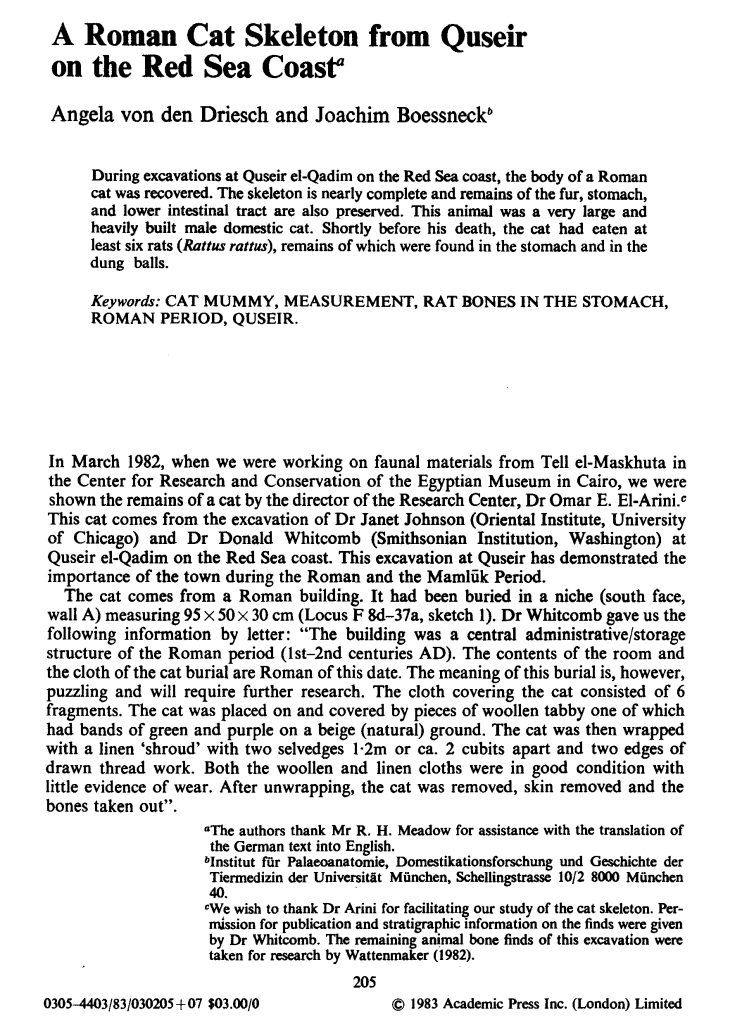 A Roman Cat Skeleton from Quseir
on the Red Sea Coastᵃ
Angela von den Driesch and Joachim Boessneckᵇ
During excavations at Quseir el-Qadim on the Red Sea coast, the body of a Roman
cat was recovered. The skeleton is nearly complete and remains of the fur, stomach,
and lower intestinal tract are also preserved. This animal was a very large and
heavily built male domestic cat. Shortly before his death, the cat had eaten at
least six rats (Rattus rattus), remains of which were found in the stomach and in the
dung balls.
Keywords: CAT MUMMY, MEASUREMENT, RAT BONES IN THE STOMACH,
ROMAN PERIOD, QUSEIR.
In March 1982, when we were working on faunal materials from Tell el-Maskhuta in
the Center for Research and Conservation of the Egyptian Museum in Cairo, we were
shown the remains of a cat by the director of the Research Center, Dr Omar E. El-Arini.ᶜ
This cat comes from the excavation of Dr Janet Johnson (Oriental Institute, University
of Chicago) and Dr Donald Whitcomb (Smithsonian Institution, Washington) at
Quseir el-Qadim on the Red Sea coast. This excavation at Quseir has demonstrated the
importance of the town during the Roman and the Mamlūk Period.
The cat comes from a Roman building. It had been buried in a niche (south face,
wall A) measuring 95 × 50 × 30 cm (Locus F 8d–37a, sketch 1). Dr Whitcomb gave us the
following information by letter: “The building was a central administrative/storage
structure of the Roman period (1st–2nd centuries AD). The contents of the room and
the cloth of the cat burial are Roman of this date. The meaning of this burial is, however,
puzzling and will require further research. The cloth covering the cat consisted of 6
fragments. The cat was placed on and covered by pieces of woollen tabby one of which
had bands of green and purple on a beige (natural) ground. The cat was then wrapped
with a linen ‘shroud’ with two selvedges 1·2m or ca. 2 cubits apart and two edges of
drawn thread work. Both the woollen and linen cloths were in good condition with
little evidence of wear. After unwrapping, the cat was removed, skin removed and the
bones taken out”.
ᵃThe authors thank Mr R. H. Meadow for assistance with the translation of
the German text into English.
ᵇInstitut für Palaeoanatomie, Domestikationsforschung und Geschichte der
Tiermedizin der Universität München, Schellingstrasse 10/2 8000 München
40.
ᶜWe wish to thank Dr Arini for facilitating our study of the cat skeleton. Per-
mission for publication and stratigraphic information on the finds were given
by Dr Whitcomb. The remaining animal bone finds of this excavation were
taken for research by Wattenmaker (1982).
205
0305–4403/83/030205 + 07 $03.00/0
© 1983 Academic Press Inc. (London) Limited